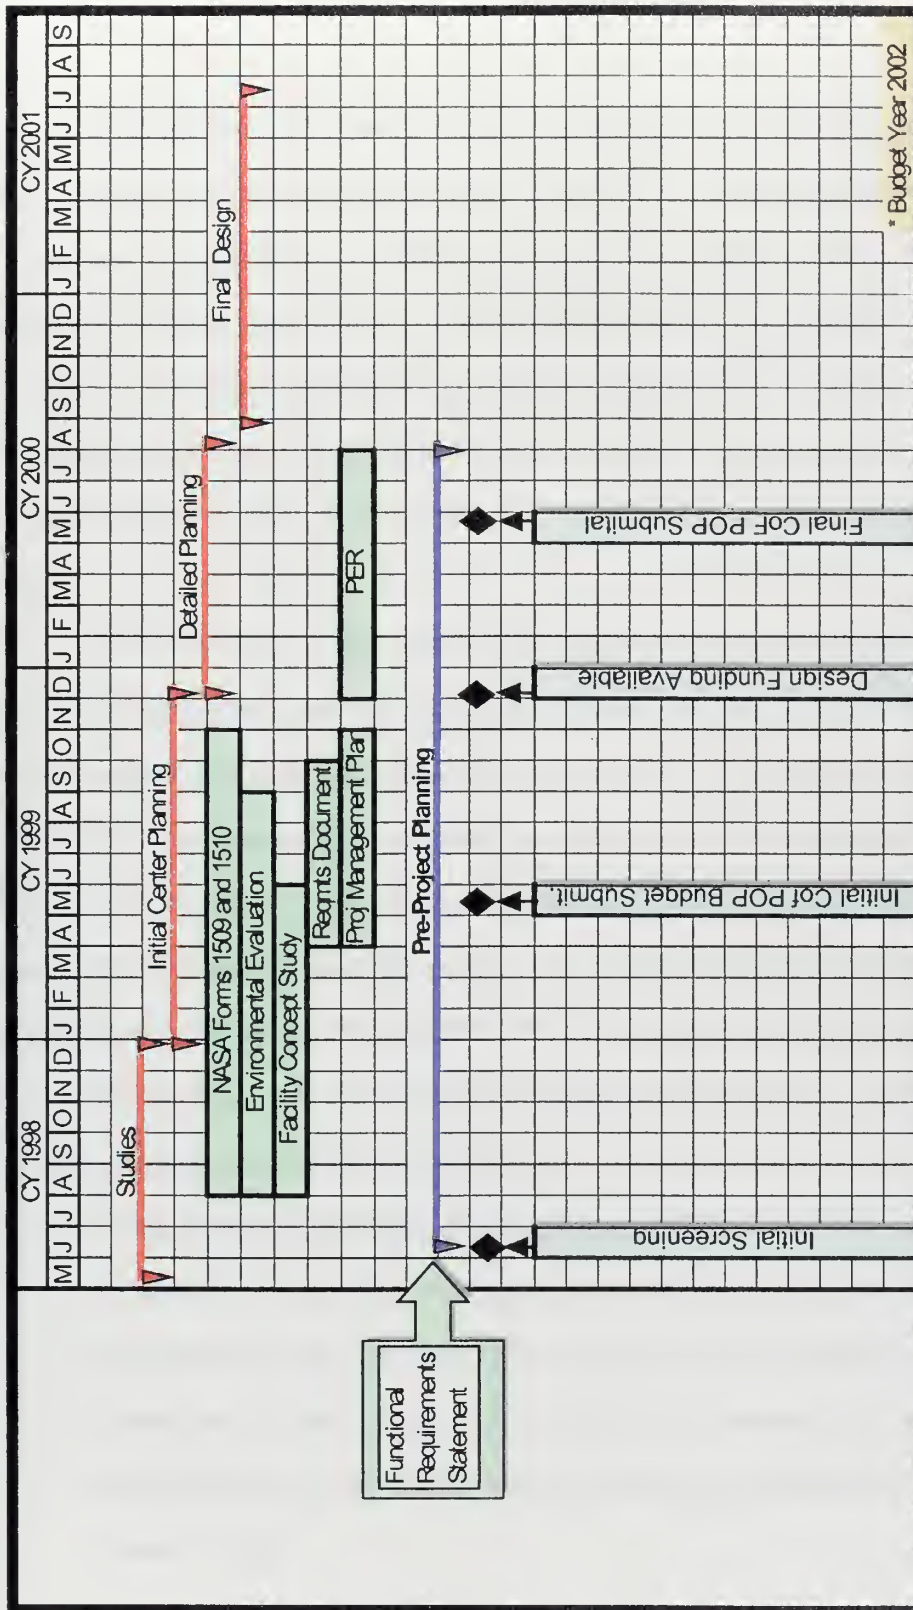 CY 1998 CY 1999 CY 2000 CY 2001
M J J A S O N D J F M A M J J A S O N D J F M A M J J A S O N D J F M A M J J A S
Studies
Initial Center Planning
Detailed Planning
NASA Forms 1509 and 1510
Final Design
Environmental Evaluation
Facility Concept Study
Reqnts Document
Proj Management Plan
PER
Functional
Requirements
Statement
Pre-Project Planning
Initial Screening
Initial Cof POP Budget Submit.
Design Funding Available
Final CoF POP Submital
* Budget Year 2002